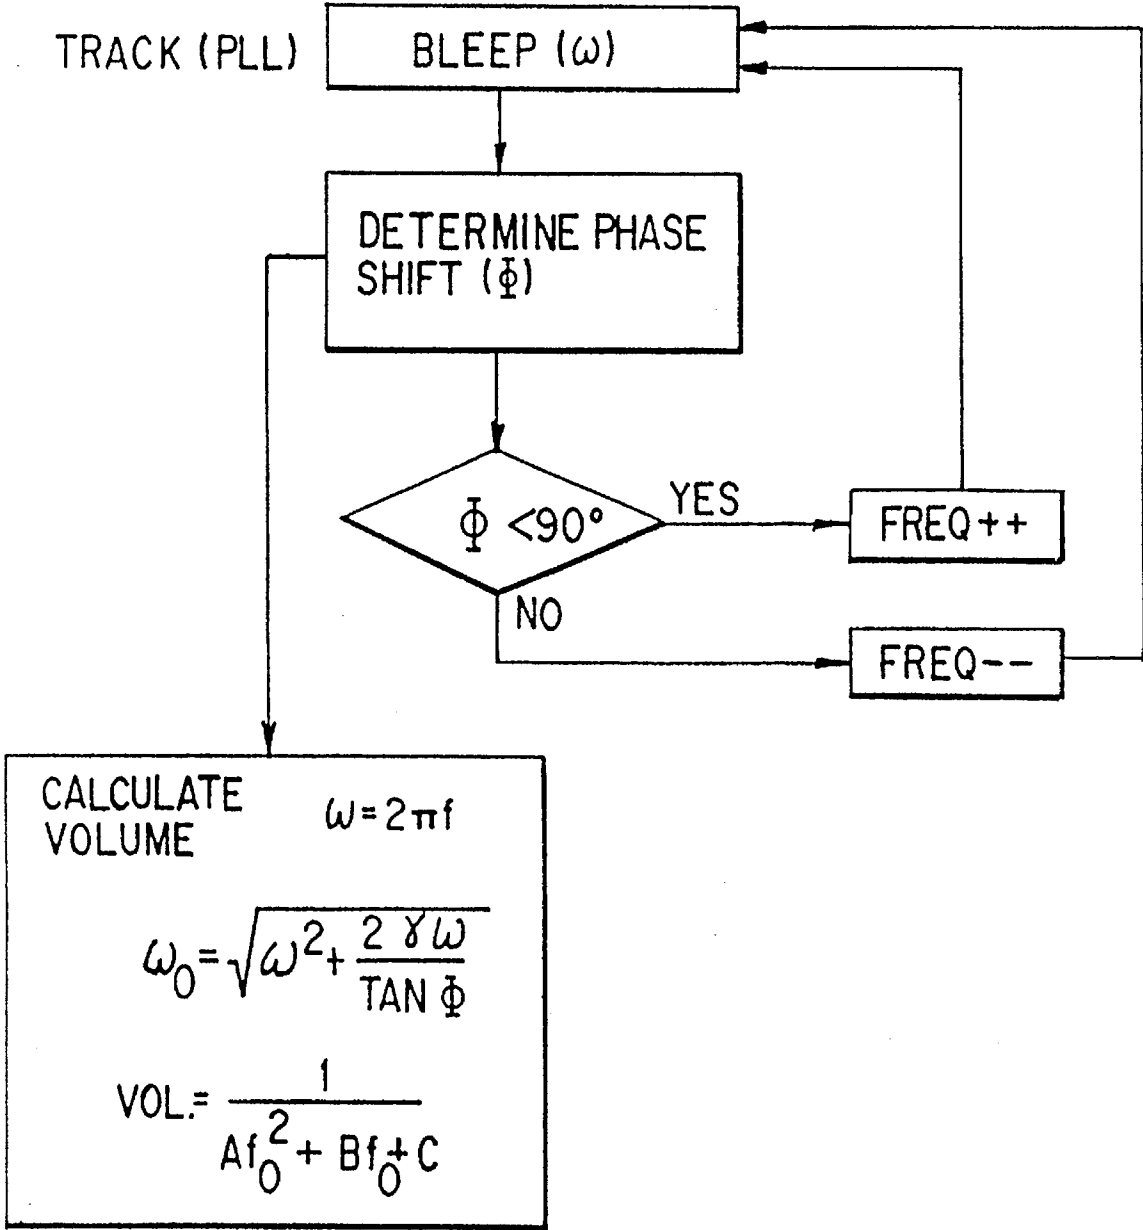 TRACK (PLL)
BLEEP (ω)
DETERMINE PHASE
SHIFT (Φ)
Φ <90°
YES
FREQ++
NO
FREQ--
CALCULATE
VOLUME
ω=2πf
ω₀=√(ω²+ 2γω / TAN Φ)
VOL.= 1 / (Af₀²+ Bf₀+C)